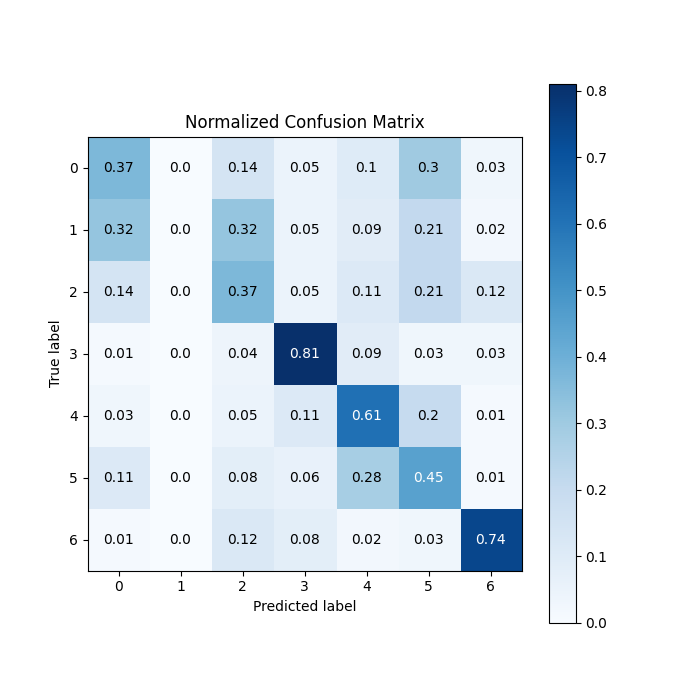 Normalized Confusion Matrix
True label
0 0.37 0.0 0.14 0.05 0.1 0.3 0.03
1 0.32 0.0 0.32 0.05 0.09 0.21 0.02
2 0.14 0.0 0.37 0.05 0.11 0.21 0.12
3 0.01 0.0 0.04 0.81 0.09 0.03 0.03
4 0.03 0.0 0.05 0.11 0.61 0.2 0.01
5 0.11 0.0 0.08 0.06 0.28 0.45 0.01
6 0.01 0.0 0.12 0.08 0.02 0.03 0.74
0 1 2 3 4 5 6
Predicted label
0.8
0.7
0.6
0.5
0.4
0.3
0.2
0.1
0.0